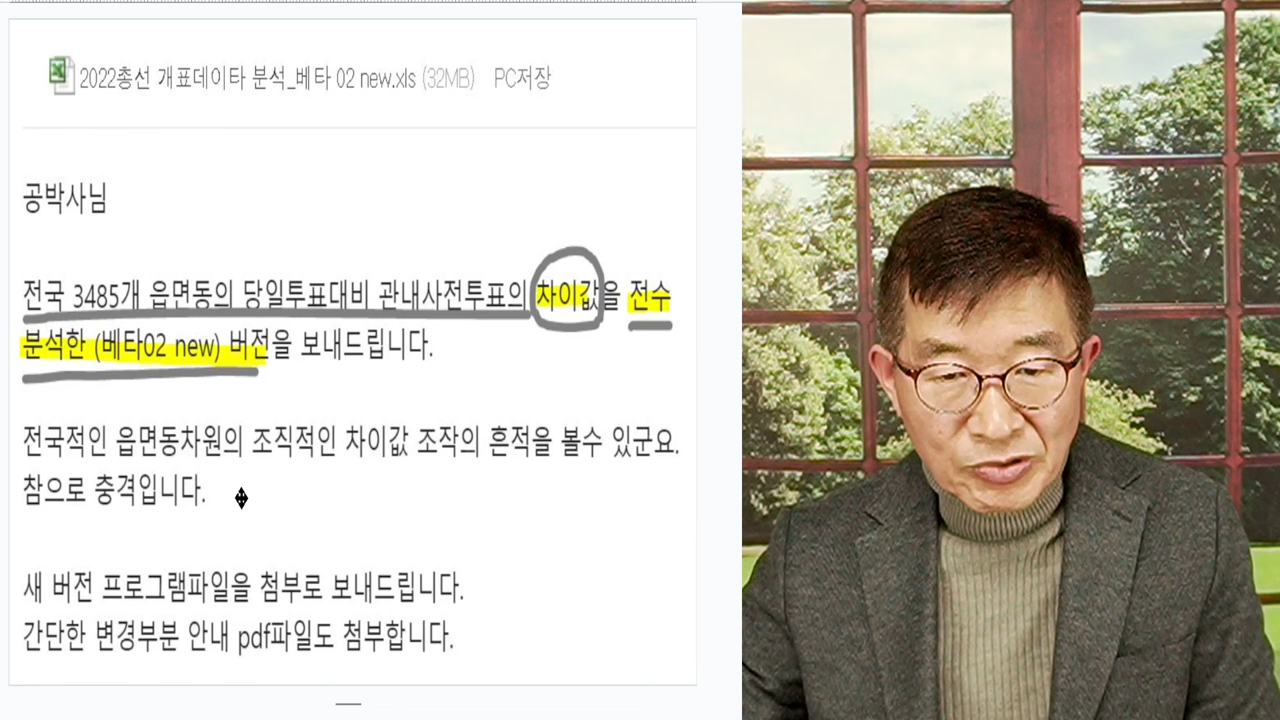 2022총선 개표데이타 분석_베타 02 new.xls (32MB) PC저장
공박사님
전국 3485개 읍면동의 당일투표대비 관내사전투표의 차이값을 전수
분석한 (베타02 new) 버전을 보내드립니다.
전국적인 읍면동차원의 조직적인 차이값 조작의 흔적을 볼수 있군요.
참으로 충격입니다.
새 버전 프로그램파일을 첨부로 보내드립니다.
간단한 변경부분 안내 pdf파일도 첨부합니다.